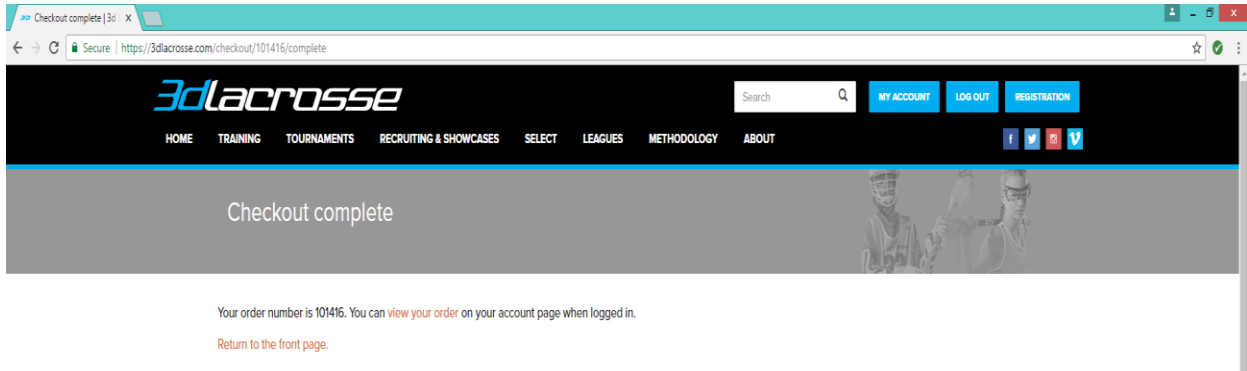 3D Checkout complete | 3d
Secure | https://3dlacrosse.com/checkout/101416/complete
3dlacrosse
Search
MY ACCOUNT
LOG OUT
REGISTRATION
HOME TRAINING TOURNAMENTS RECRUITING & SHOWCASES SELECT LEAGUES METHODOLOGY ABOUT
Checkout complete
Your order number is 101416. You can view your order on your account page when logged in.
Return to the front page.